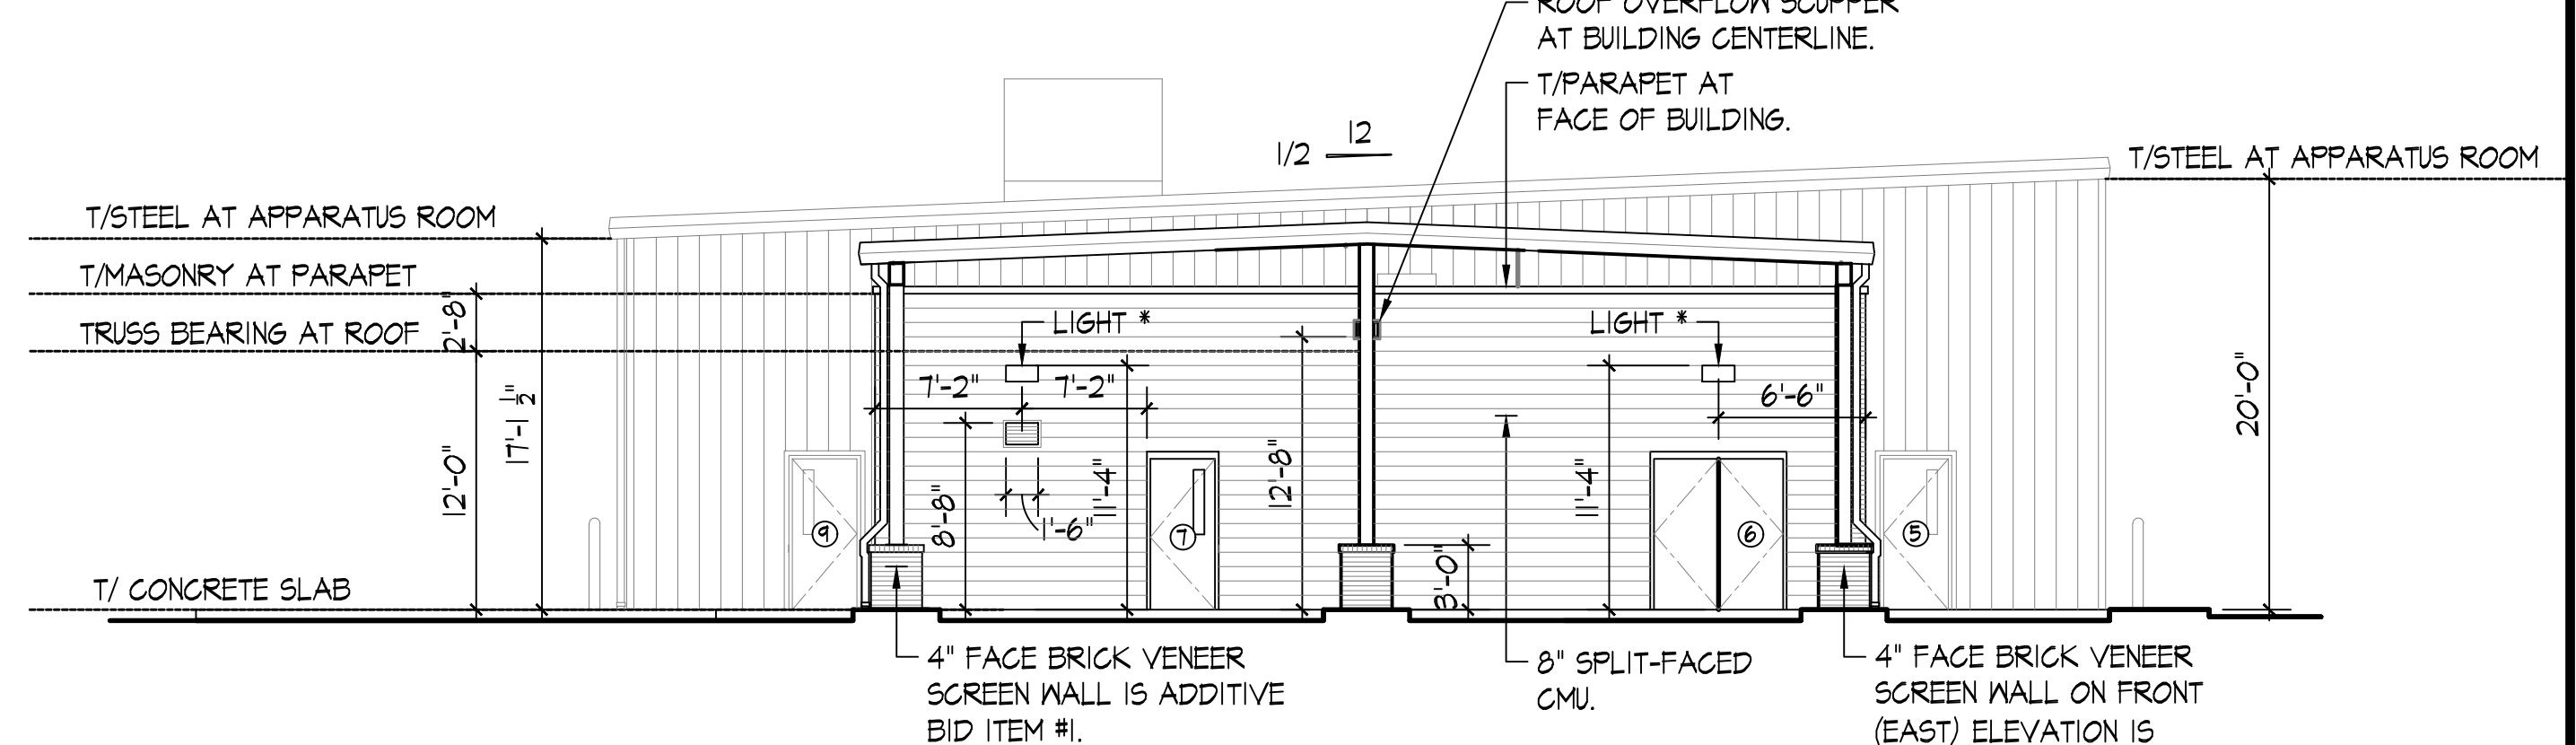 ROOF OVERFLOW SCUPPER
AT BUILDING CENTERLINE.
T/PARAPET AT
FACE OF BUILDING.
12
1/2
T/STEEL AT APPARATUS ROOM
T/STEEL AT APPARATUS ROOM
T/MASONRY AT PARAPET
2'-8"
TRUSS BEARING AT ROOF
LIGHT *
LIGHT *
7'-2"
7'-2"
6'-6"
17'-1 1/2"
20'-0"
12'-0"
8'-8"
1'-6"
11'-4"
12'-8"
11'-4"
3'-0"
9
7
6
5
T/ CONCRETE SLAB
4" FACE BRICK VENEER
SCREEN WALL IS ADDITIVE
BID ITEM #1.
8" SPLIT-FACED
CMU.
4" FACE BRICK VENEER
SCREEN WALL ON FRONT
(EAST) ELEVATION IS